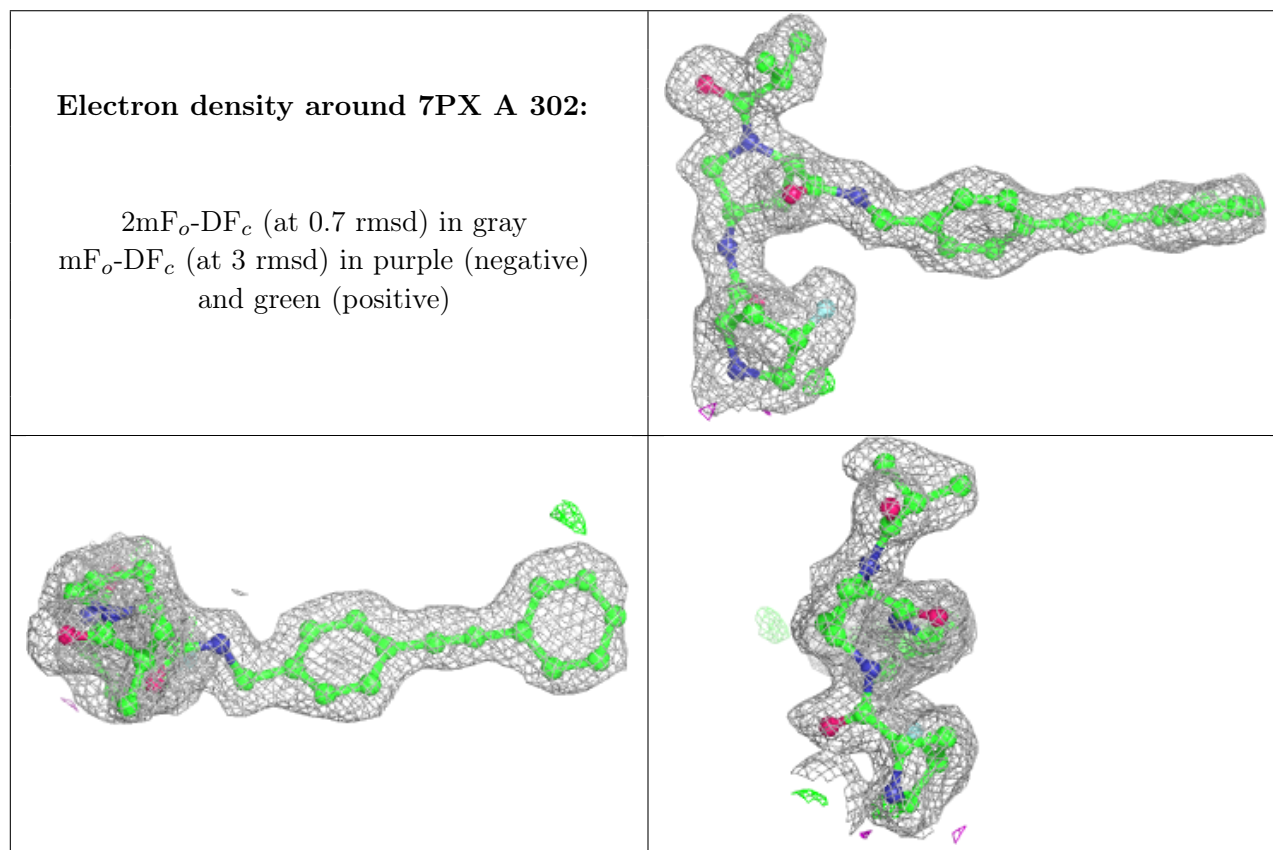 Electron density around 7PX A 302:
2mFo-DFc (at 0.7 rmsd) in gray
mFo-DFc (at 3 rmsd) in purple (negative)
and green (positive)